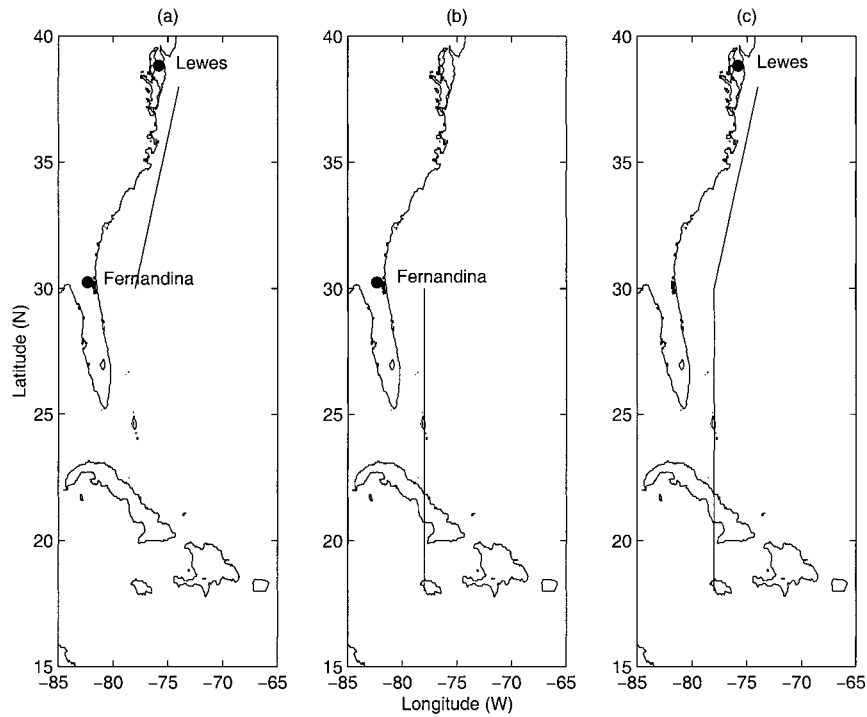 (a) (b) (c)
40 40 40
Lewes Lewes
35 35 35
Fernandina Fernandina
30 30 30
Latitude (N)
25 25 25
20 20 20
15 15 15
−85 −80 −75 −70 −65 −85 −80 −75 −70 −65 −85 −80 −75 −70 −65
Longitude (W)